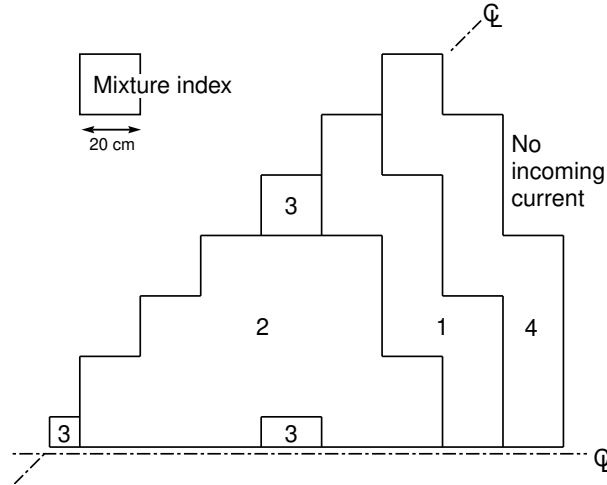 ℄
Mixture index
20 cm
No
incoming
current
3
2
1
4
3
3
℄